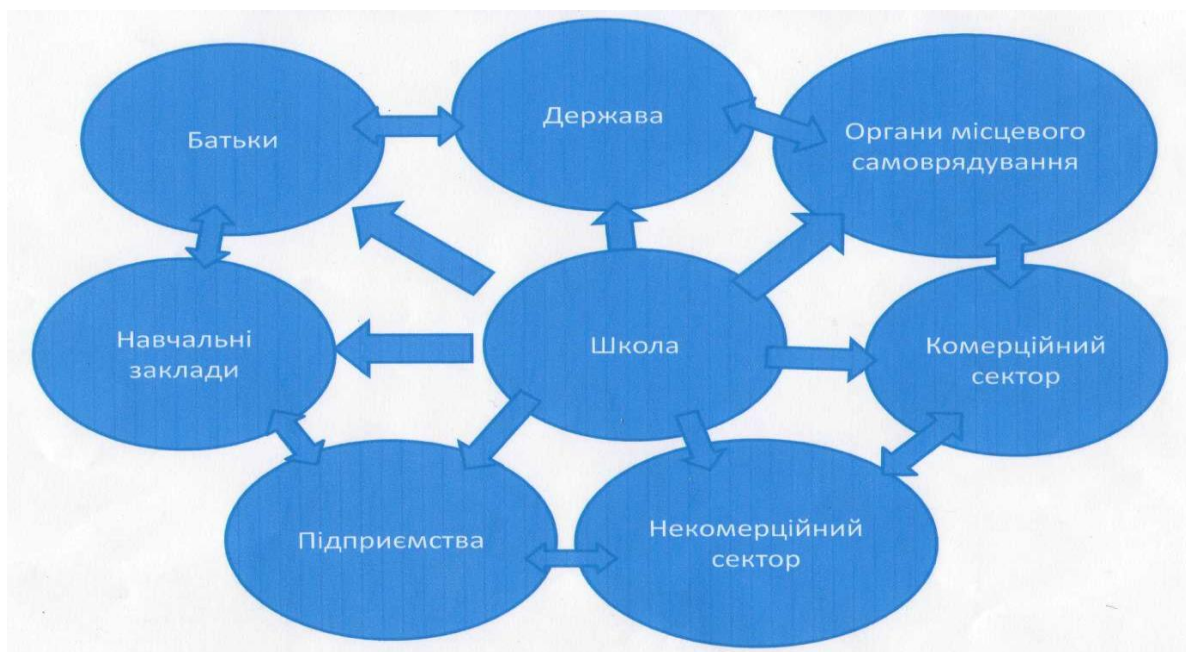 Батьки
Держава
Органи місцевого
самоврядування
Навчальні
заклади
Школа
Комерційний
сектор
Підприємства
Некомерційний
сектор